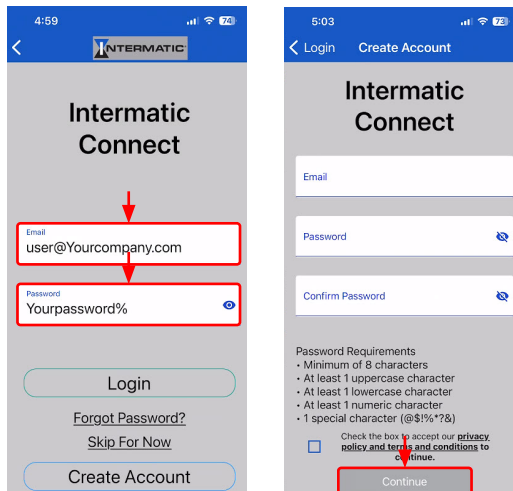 4:59
74
INTERMATIC
Intermatic
Connect
Email
user@Yourcompany.com
Password
Yourpassword%
Login
Forgot Password?
Skip For Now
Create Account
5:03
73
Login Create Account
Intermatic
Connect
Email
Password
Confirm Password
Password Requirements
• Minimum of 8 characters
• At least 1 uppercase character
• At least 1 lowercase character
• At least 1 numeric character
• 1 special character (@$!%*?&)
Check the box to accept our privacy
policy and terms and conditions to
continue.
Continue